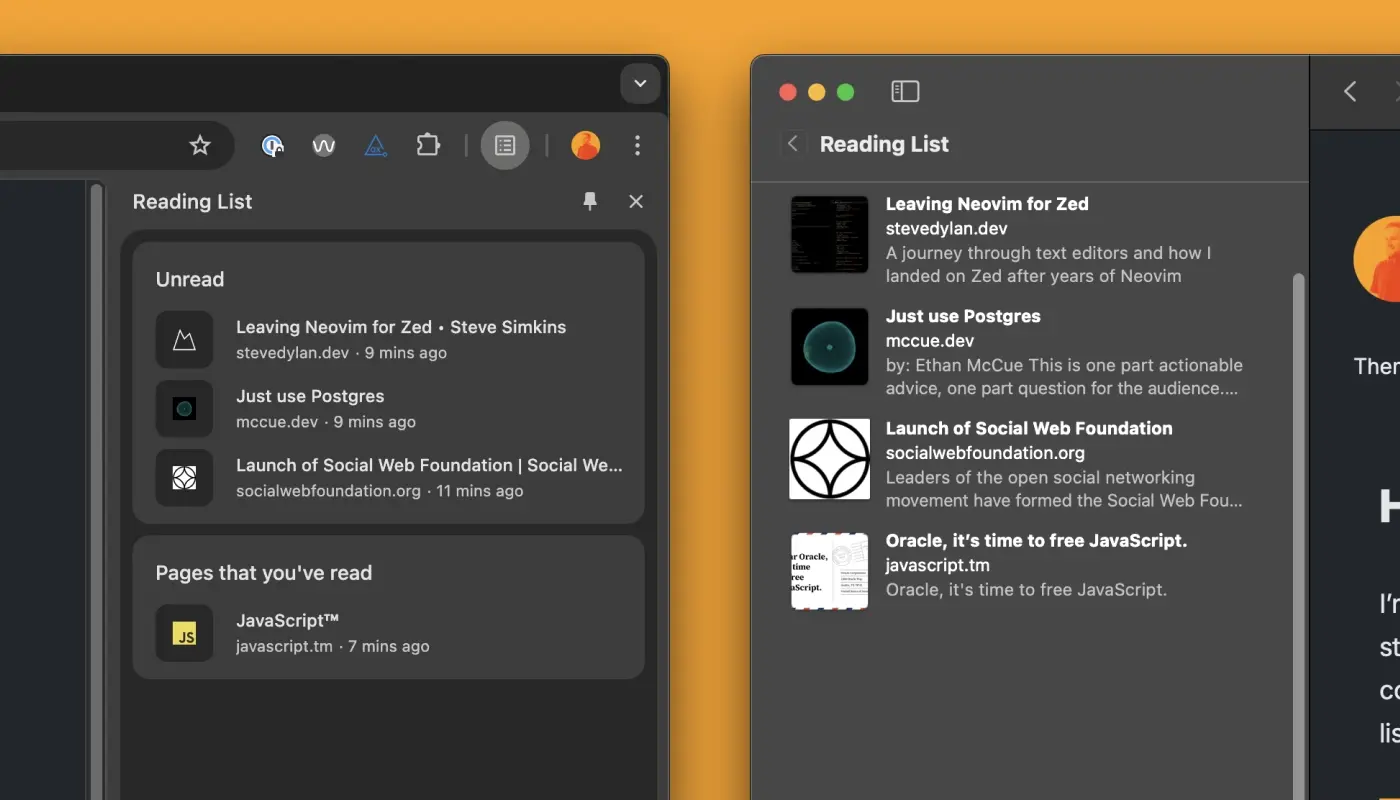 Reading List
Unread
Leaving Neovim for Zed • Steve Simkins
stevedylan.dev · 9 mins ago
Just use Postgres
mccue.dev · 9 mins ago
Launch of Social Web Foundation | Social We...
socialwebfoundation.org · 11 mins ago
Pages that you've read
JS
JavaScript™
javascript.tm · 7 mins ago
Reading List
Leaving Neovim for Zed
stevedylan.dev
A journey through text editors and how I
landed on Zed after years of Neovim
Just use Postgres
mccue.dev
by: Ethan McCue This is one part actionable
advice, one part question for the audience....
Launch of Social Web Foundation
socialwebfoundation.org
Leaders of the open social networking
movement have formed the Social Web Fou...
ar Oracle,
time
ree
aScript.
Oracle, it’s time to free JavaScript.
javascript.tm
Oracle, it's time to free JavaScript.
Ther
H
I’r
st
co
lis